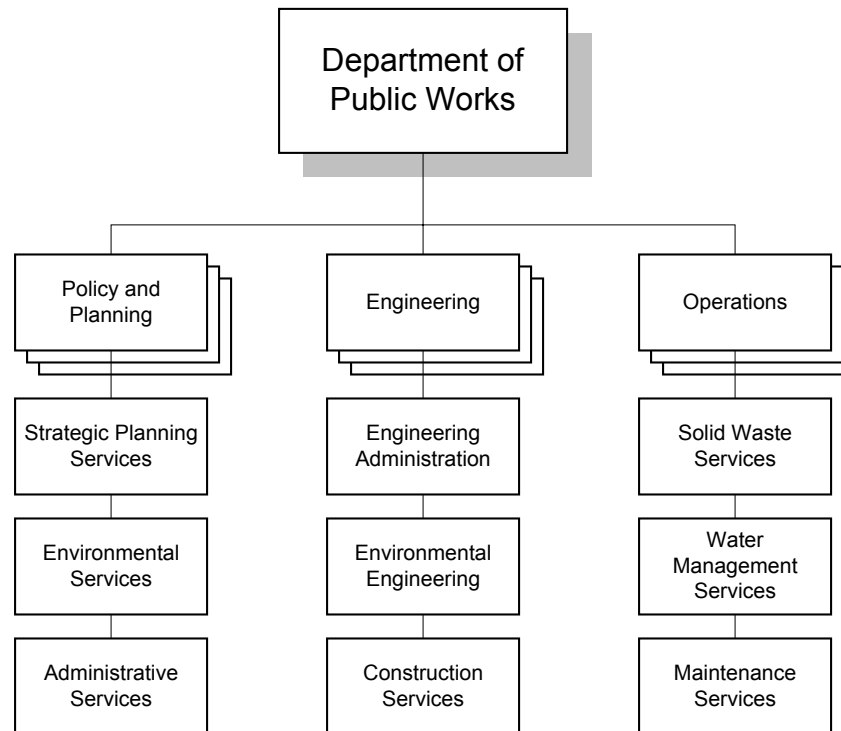 Department of
Public Works
Policy and
Planning
Engineering
Operations
Strategic Planning
Services
Engineering
Administration
Solid Waste
Services
Environmental
Services
Environmental
Engineering
Water
Management
Services
Administrative
Services
Construction
Services
Maintenance
Services